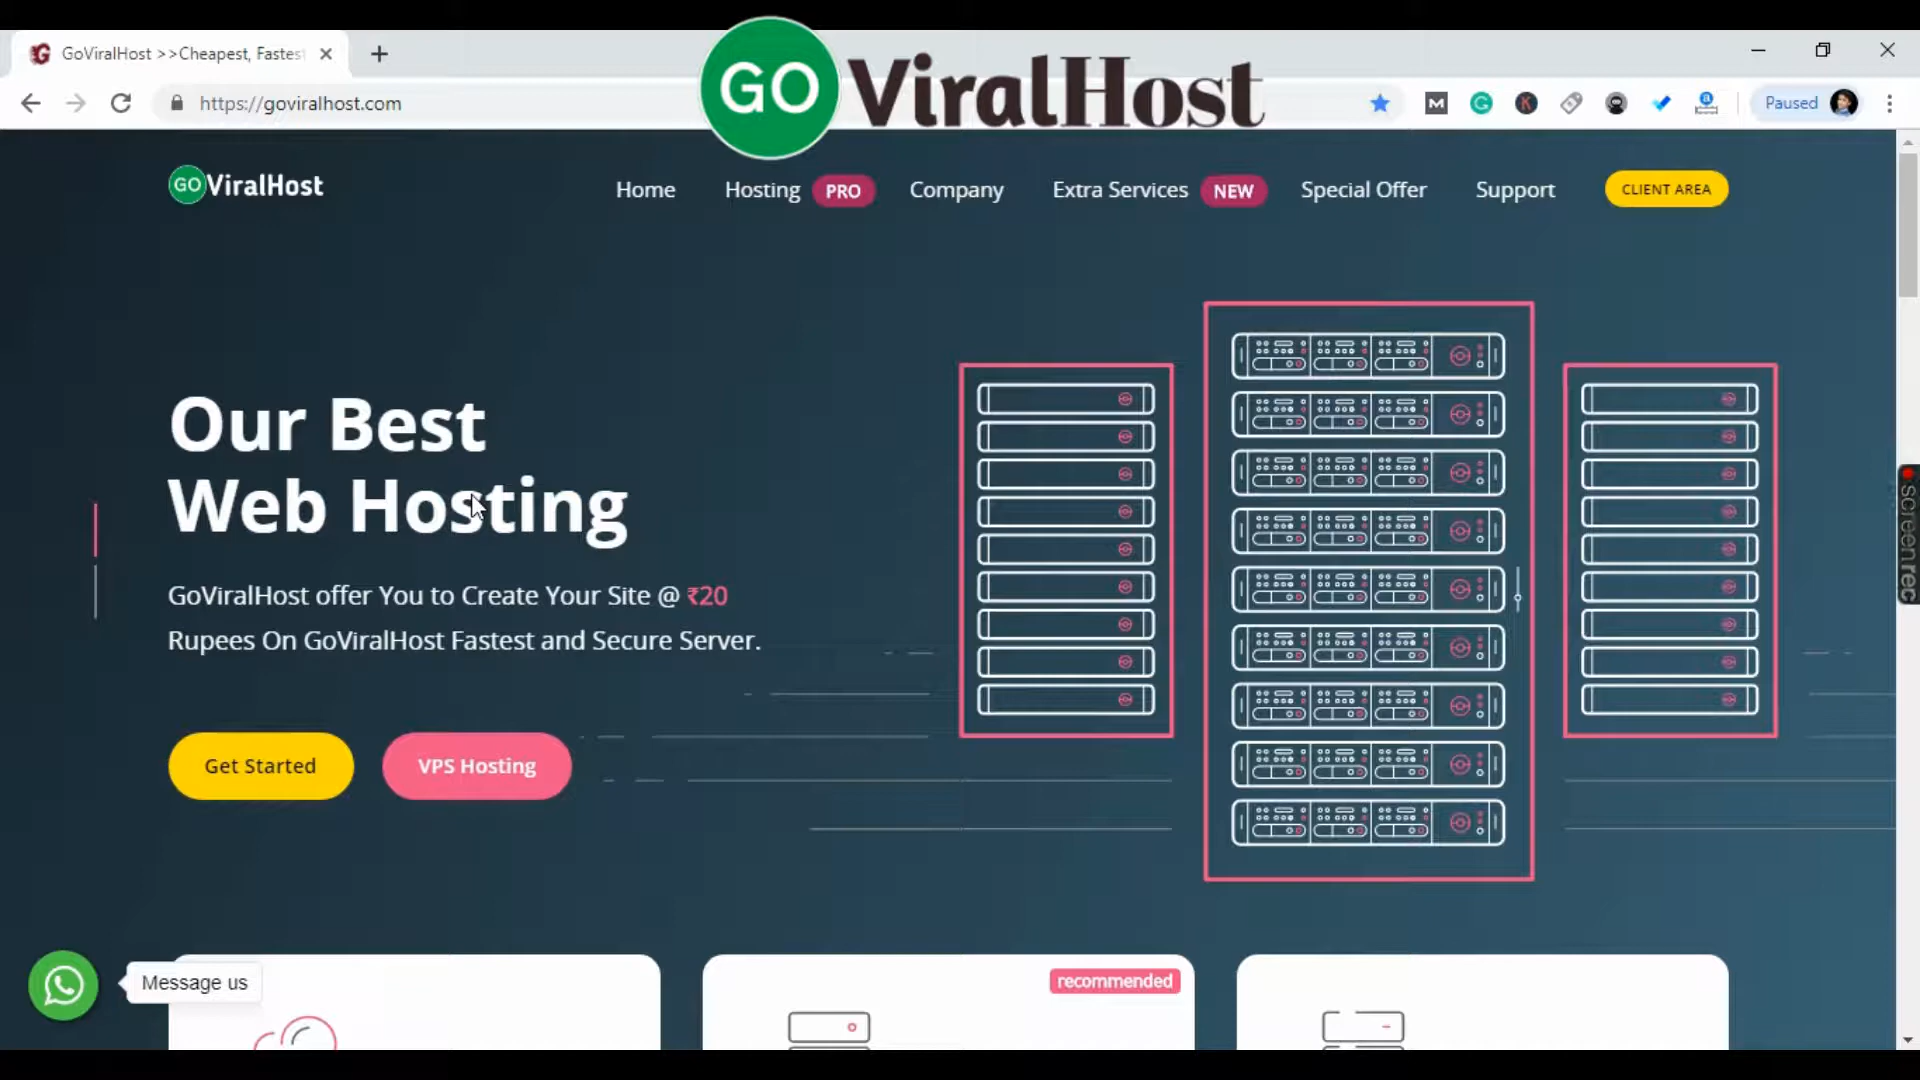 GoViralHost >>Cheapest, Fastest
GO ViralHost
https://goviralhost.com
Paused
GO ViralHost
Home
Hosting PRO
Company
Extra Services NEW
Special Offer
Support
CLIENT AREA
Our Best
Web Hosting
GoViralHost offer You to Create Your Site @ ₹20
Rupees On GoViralHost Fastest and Secure Server.
Get Started
VPS Hosting
screenrec
Message us
recommended